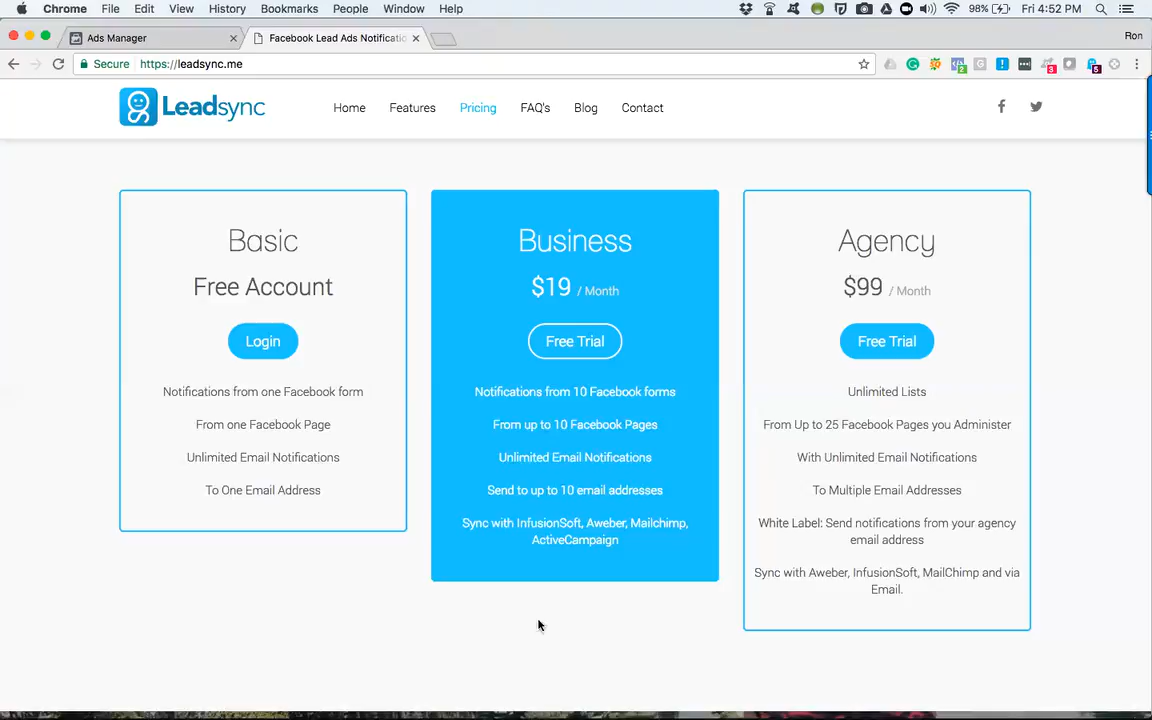 Chrome File Edit View History Bookmarks People Window Help 98% Fri 4:52 PM
Ads Manager Facebook Lead Ads Notificatio Ron
Secure https://leadsync.me
Leadsync Home Features Pricing FAQ's Blog Contact
Basic
Free Account
Login
Notifications from one Facebook form
From one Facebook Page
Unlimited Email Notifications
To One Email Address
Business
$19 / Month
Free Trial
Notifications from 10 Facebook forms
From up to 10 Facebook Pages
Unlimited Email Notifications
Send to up to 10 email addresses
Sync with InfusionSoft, Aweber, Mailchimp,
ActiveCampaign
Agency
$99 / Month
Free Trial
Unlimited Lists
From Up to 25 Facebook Pages you Administer
With Unlimited Email Notifications
To Multiple Email Addresses
White Label: Send notifications from your agency
email address
Sync with Aweber, InfusionSoft, MailChimp and via
Email.